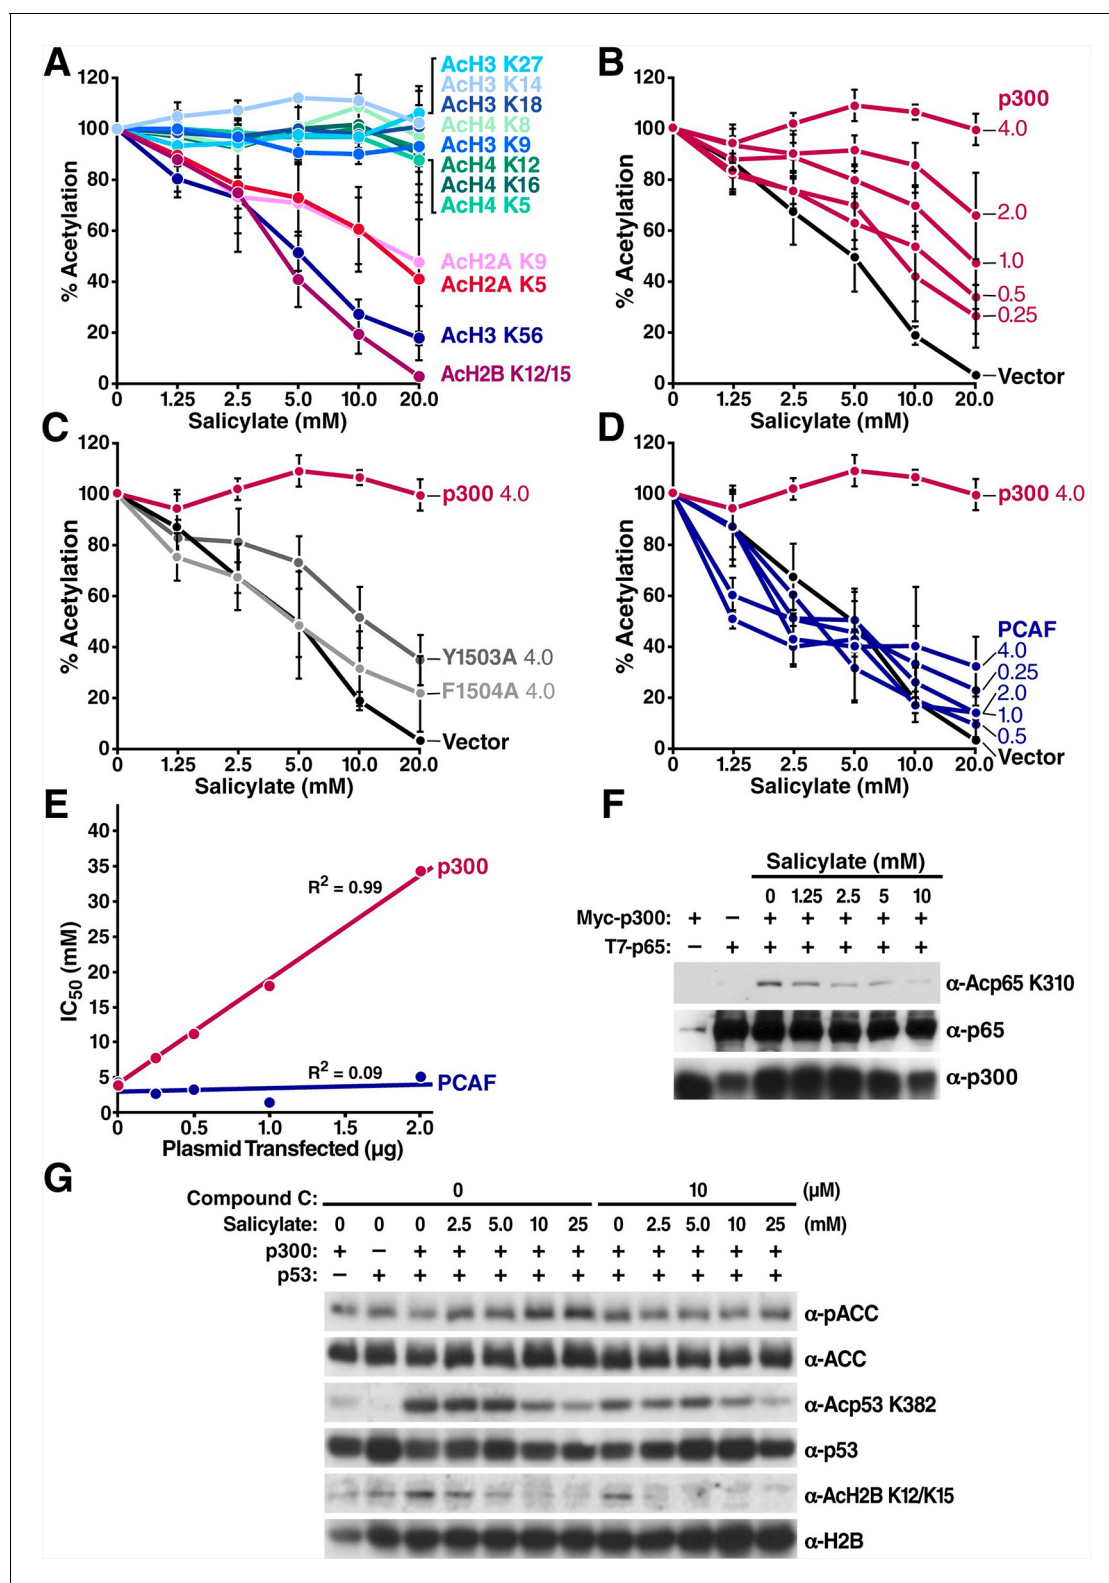 A
% Acetylation
120
100
80
60
40
20
0
0 1.25 2.5 5.0 10.0 20.0
Salicylate (mM)
AcH3 K27
AcH3 K14
AcH3 K18
AcH4 K8
AcH3 K9
AcH4 K12
AcH4 K16
AcH4 K5
AcH2A K9
AcH2A K5
AcH3 K56
AcH2B K12/15
B
% Acetylation
120
100
80
60
40
20
0
0 1.25 2.5 5.0 10.0 20.0
Salicylate (mM)
p300
4.0
2.0
1.0
0.5
0.25
Vector
C
% Acetylation
120
100
80
60
40
20
0
0 1.25 2.5 5.0 10.0 20.0
Salicylate (mM)
p300 4.0
Y1503A 4.0
F1504A 4.0
Vector
D
% Acetylation
120
100
80
60
40
20
0
0 1.25 2.5 5.0 10.0 20.0
Salicylate (mM)
p300 4.0
PCAF
4.0
0.25
2.0
1.0
0.5
Vector
E
IC50 (mM)
40
35
30
25
20
15
10
5
0
0 0.5 1.0 1.5 2.0
Plasmid Transfected (µg)
R2 = 0.99
p300
R2 = 0.09
PCAF
F
Salicylate (mM)
0 1.25 2.5 5 10
Myc-p300: + – + + + + +
T7-p65: – + + + + + +
α-Acp65 K310
α-p65
α-p300
G
Compound C: 0 10 (µM)
Salicylate: 0 0 0 2.5 5.0 10 25 0 2.5 5.0 10 25 (mM)
p300: + – + + + + + + + + + +
p53: – + + + + + + + + + + +
α-pACC
α-ACC
α-Acp53 K382
α-p53
α-AcH2B K12/K15
α-H2B